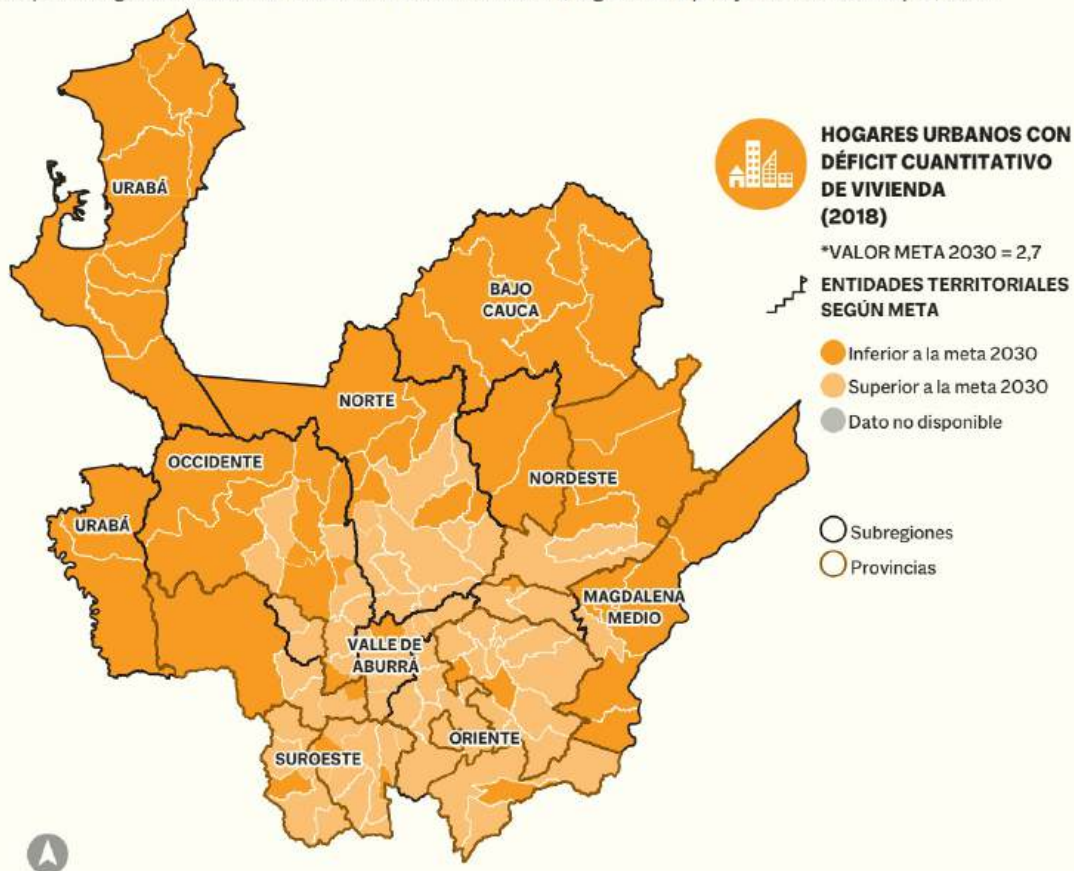 HOGARES URBANOS CON
DÉFICIT CUANTITATIVO
DE VIVIENDA
(2018)
*VALOR META 2030 = 2,7
ENTIDADES TERRITORIALES
SEGÚN META
Inferior a la meta 2030
Superior a la meta 2030
Dato no disponible
Subregiones
Provincias
URABÁ
BAJO
CAUCA
NORTE
OCCIDENTE
NORDESTE
URABÁ
MAGDALENA
MEDIO
VALLE DE
ABURRÁ
ORIENTE
SUROESTE